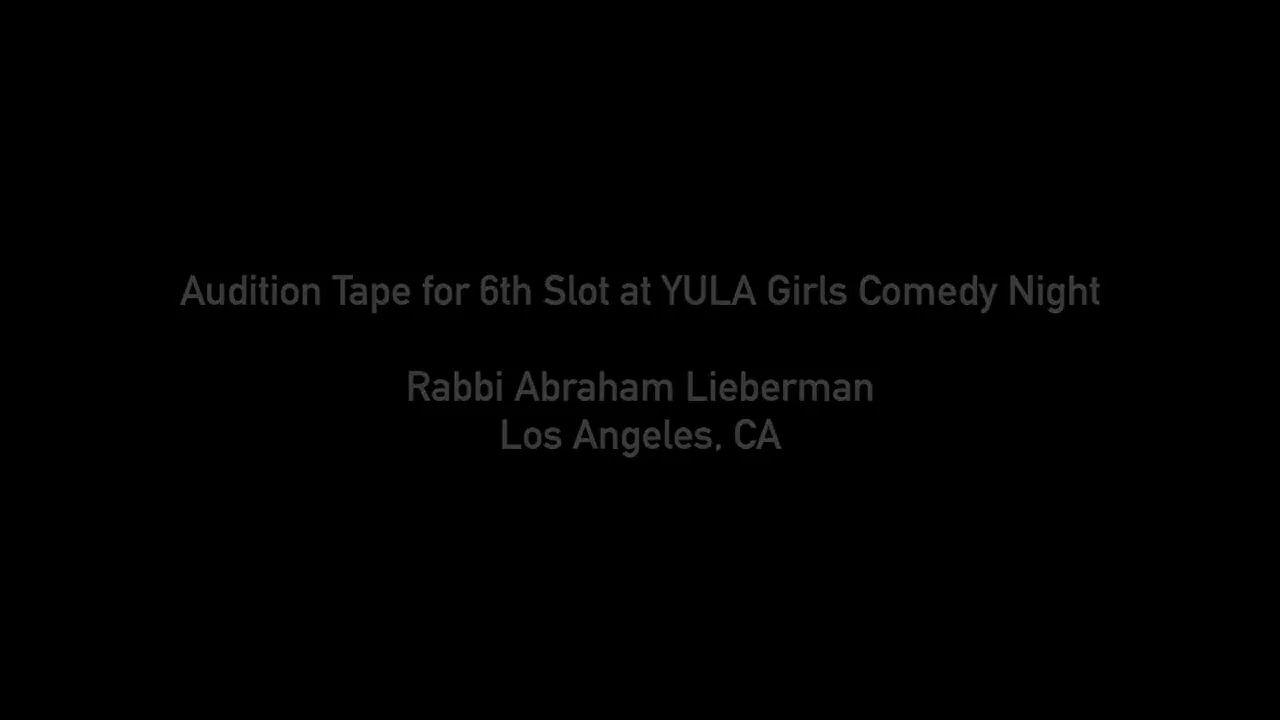 Audition Tape for 6th Slot at YULA Girls Comedy Night
Rabbi Abraham Lieberman
Los Angeles, CA